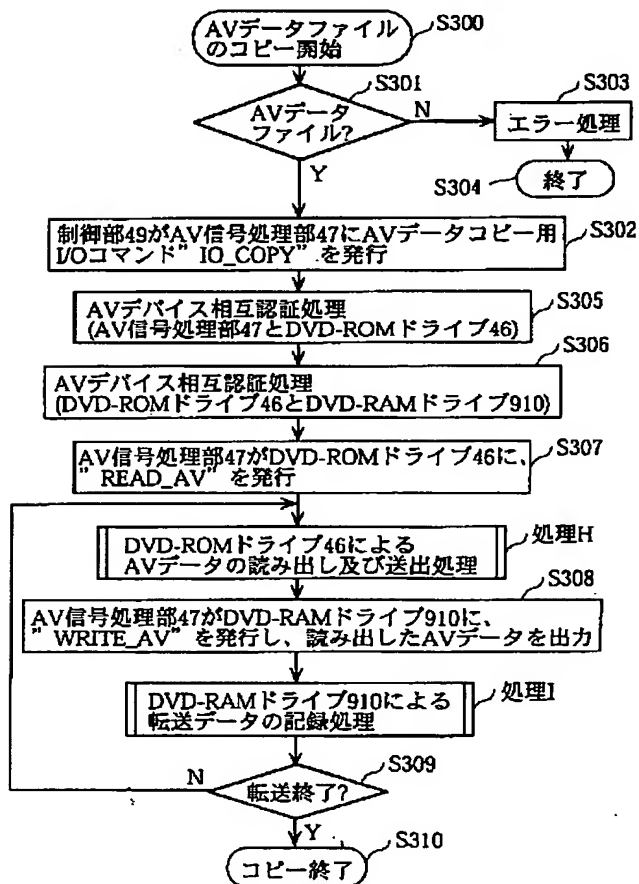 AVデータファイル
のコピー開始
S300
S301
AVデータ
ファイル?
N
S303
エラー処理
Y
S304
終了
制御部49がAV信号処理部47にAVデータコピー用
I/Oコマンド”IO_COPY”を発行
S302
AVデバイス相互認証処理
(AV信号処理部47とDVD-ROMドライブ46)
S305
S306
AVデバイス相互認証処理
(DVD-ROMドライブ46とDVD-RAMドライブ910)
AV信号処理部47がDVD-ROMドライブ46に、
”READ_AV”を発行
S307
DVD-ROMドライブ46による
AVデータの読み出し及び送出処理
処理H
S308
AV信号処理部47がDVD-RAMドライブ910に、
”WRITE_AV”を発行し、読み出したAVデータを出力
DVD-RAMドライブ910による
転送データの記録処理
処理I
N
転送終了?
S309
Y
S310
コピー終了